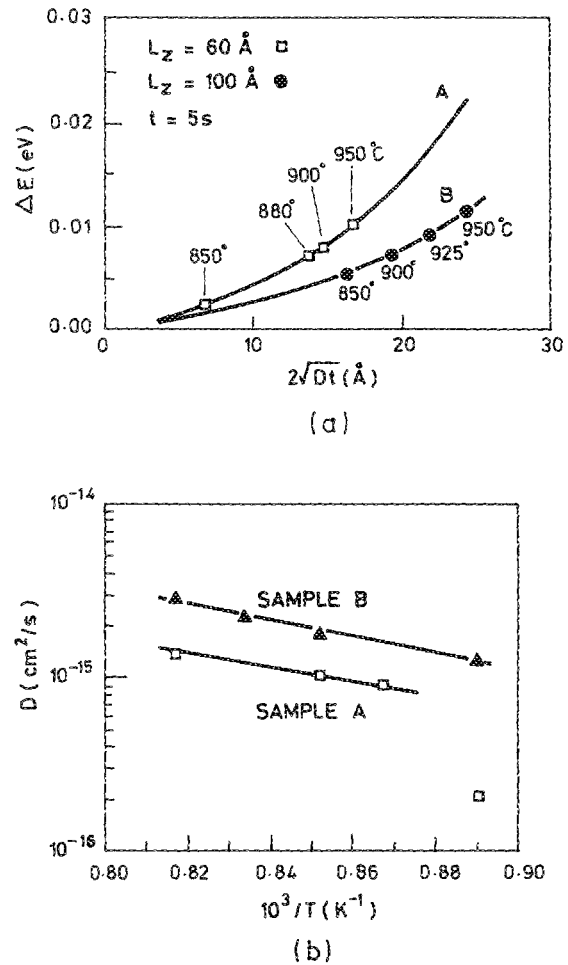 0.03
0.02
0.01
0.00
ΔE (eV)
L_Z = 60 Å
L_Z = 100 Å
t = 5s
A
B
850°
880°
900°
950°C
850°
900°
925°
950°C
0
10
20
30
2√Dt (Å)
(a)
10⁻¹⁴
10⁻¹⁵
10⁻¹⁶
D (cm²/s)
SAMPLE B
SAMPLE A
0.80
0.82
0.84
0.86
0.88
0.90
10³/T (K⁻¹)
(b)